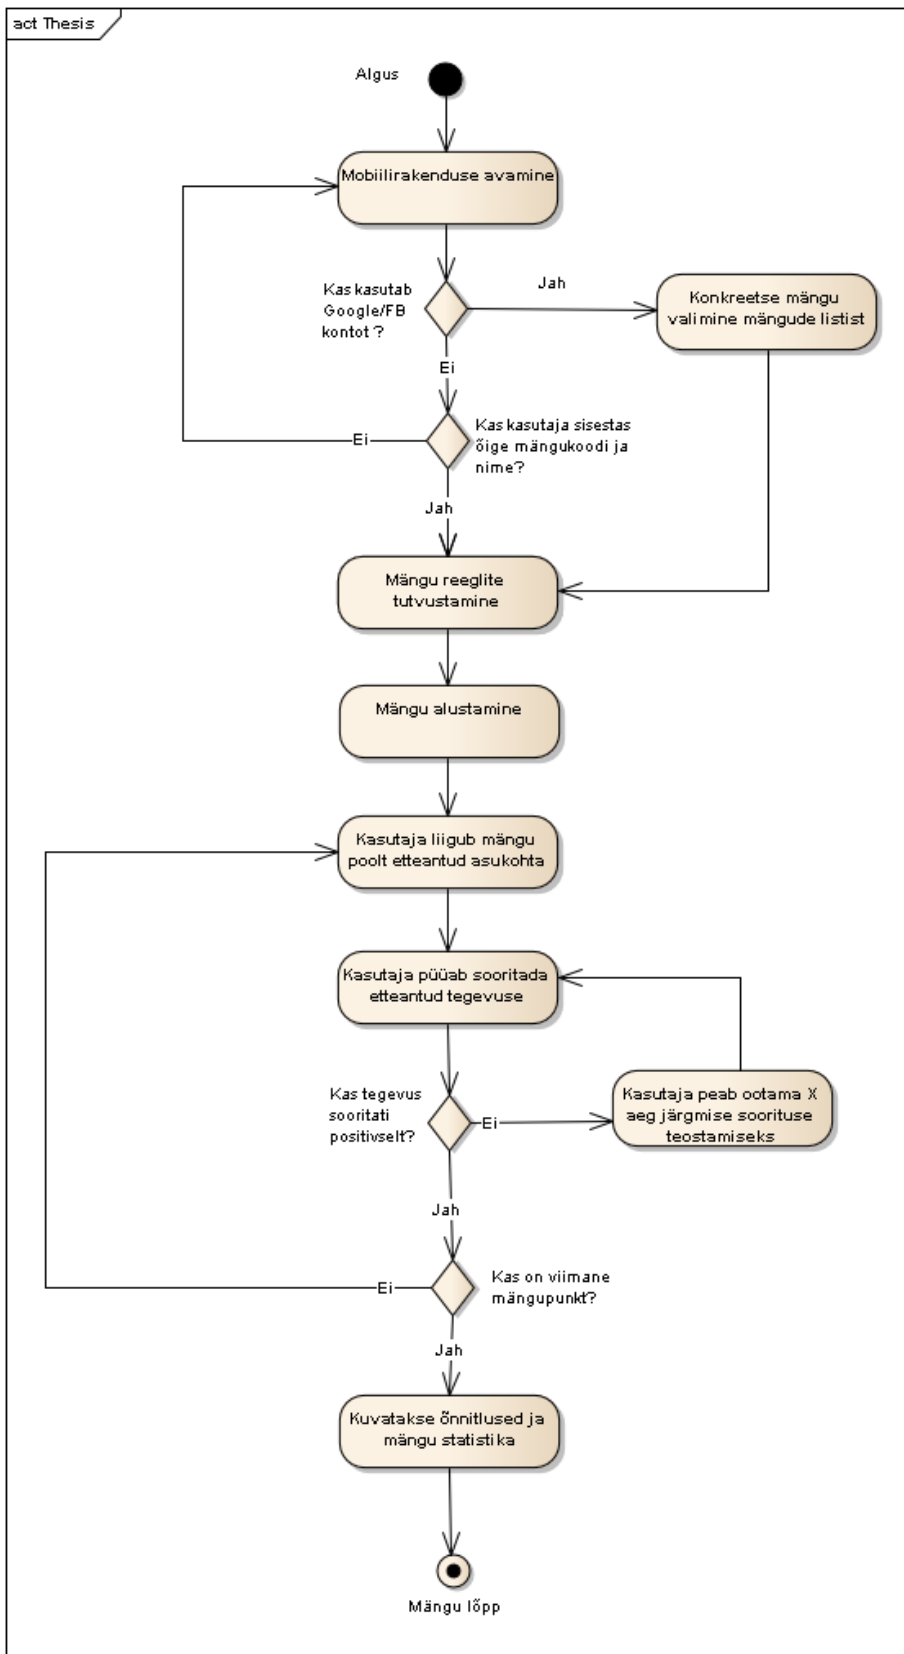 act Thesis
Algus
Mobiilirakenduse avamine
Kas kasutab
Google/FB
kontot ?
Jah
Konkreetse mängu
valimine mängude listist
Ei
Kas kasutaja sisestas
õige mängukoodi ja
nime?
Ei
Jah
Mängu reeglite
tutvustamine
Mängu alustamine
Kasutaja liigub mängu
poolt etteantud asukohta
Kasutaja püüab sooritada
etteantud tegevuse
Kas tegevus
sooritati
positivselt?
Ei
Kasutaja peab ootama X
aeg järgmise soorituse
teostamiseks
Jah
Kas on viimane
mängupunkt?
Ei
Jah
Kuvatakse õnnitlused ja
mängu statistika
Mängu lõpp